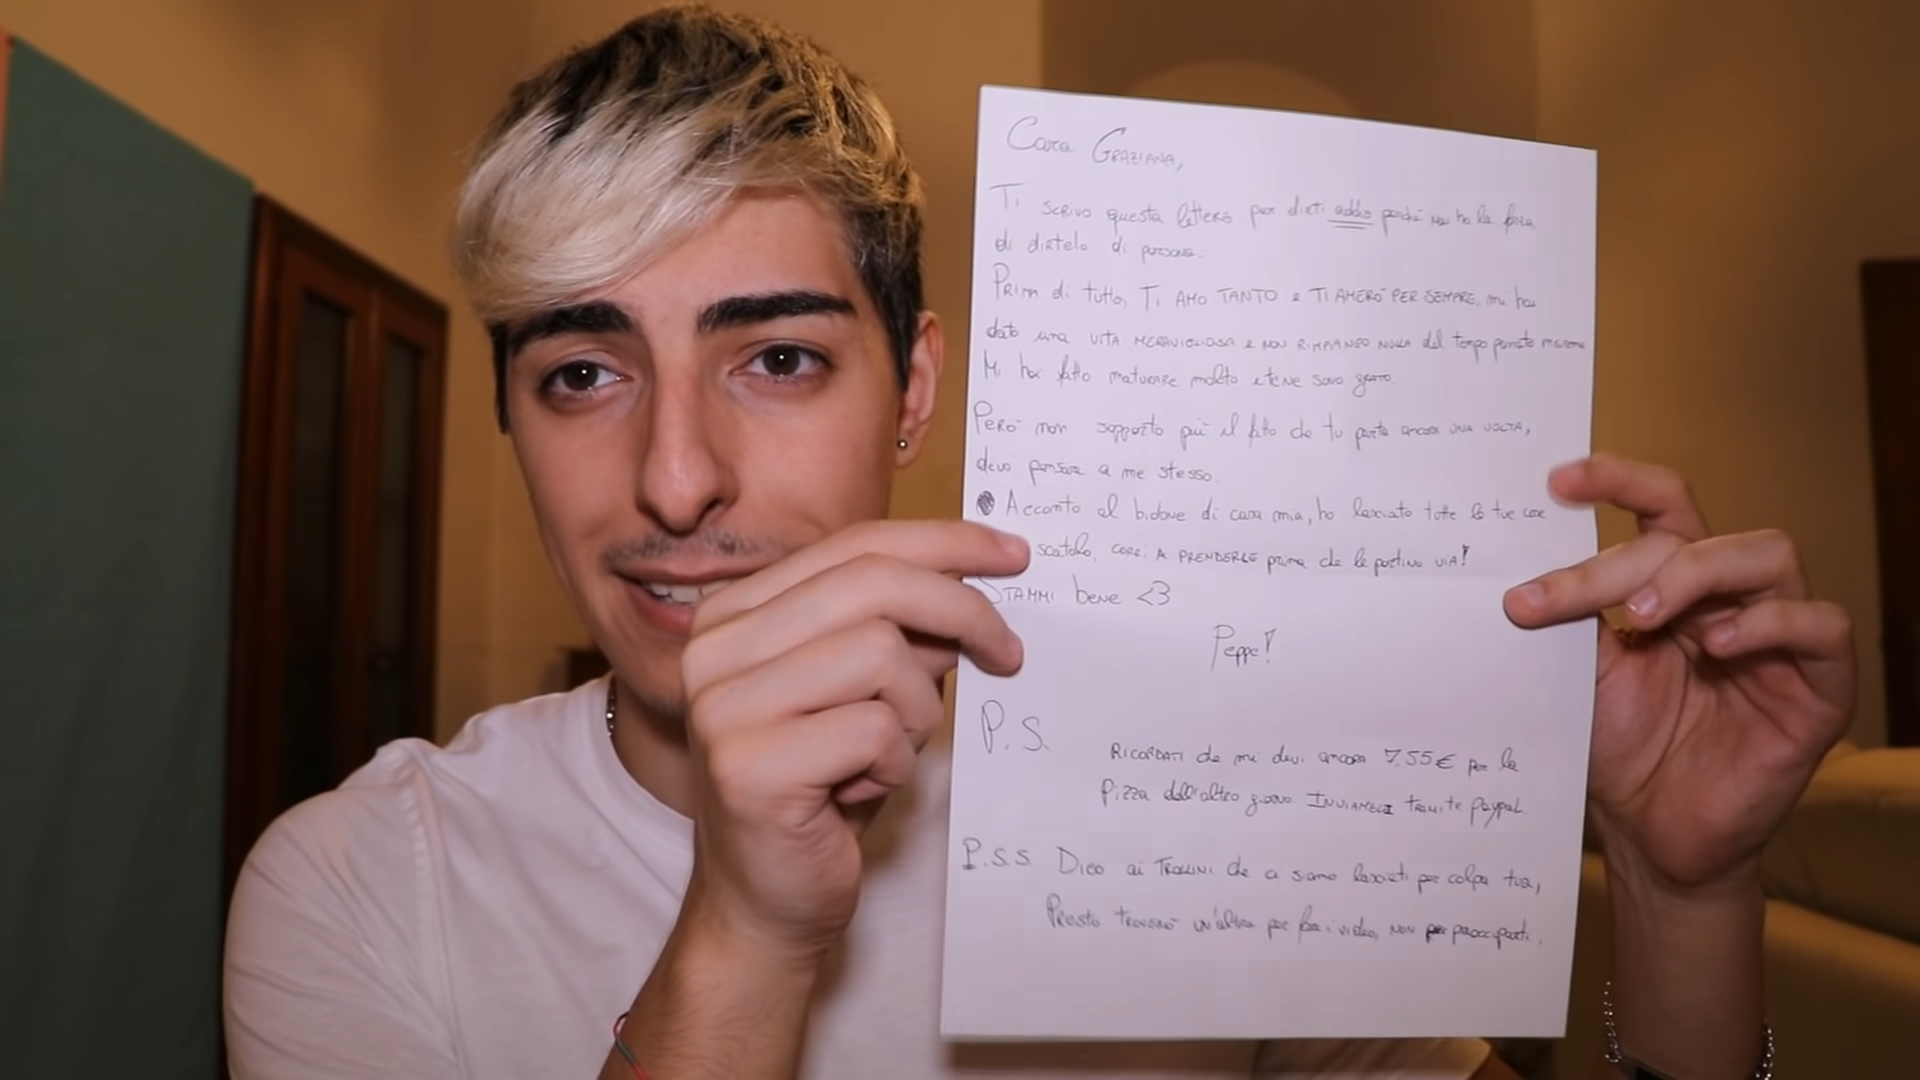 Cara GRAZIANA,
Ti scrivo questa lettera per dirti addio perché non ho la forza
di dirtelo di persona.
PRIMA di tutto, Ti AMO TANTO e TI AMERÒ PER SEMPRE, mi hai
dato una VITA MERAVIGLIOSA E NON RIMPIANGO NULLA del tempo passato insieme
Mi hai fatto maturare molto e te ne sono grato.
Però non sopporto più il fatto che tu parta ancora UNA VOLTA,
devo pensare a me stesso.
Accanto al bidone di casa mia, ho lasciato tutte le tue cose
scatolo, CORRI A PRENDERLE prima che le portino VIA!
STAMMI bene <3
Peppe!
P.S.
RICORDATI che mi devi ancora 7.55€ per la
Pizza dell'altro giorno. INVIAMELI tramite paypal.
P.S.S Dico ai TROLLINI che ci siamo lasciati per colpa tua,
Presto troverò un'altra per fare i video, NON preoccuparti.